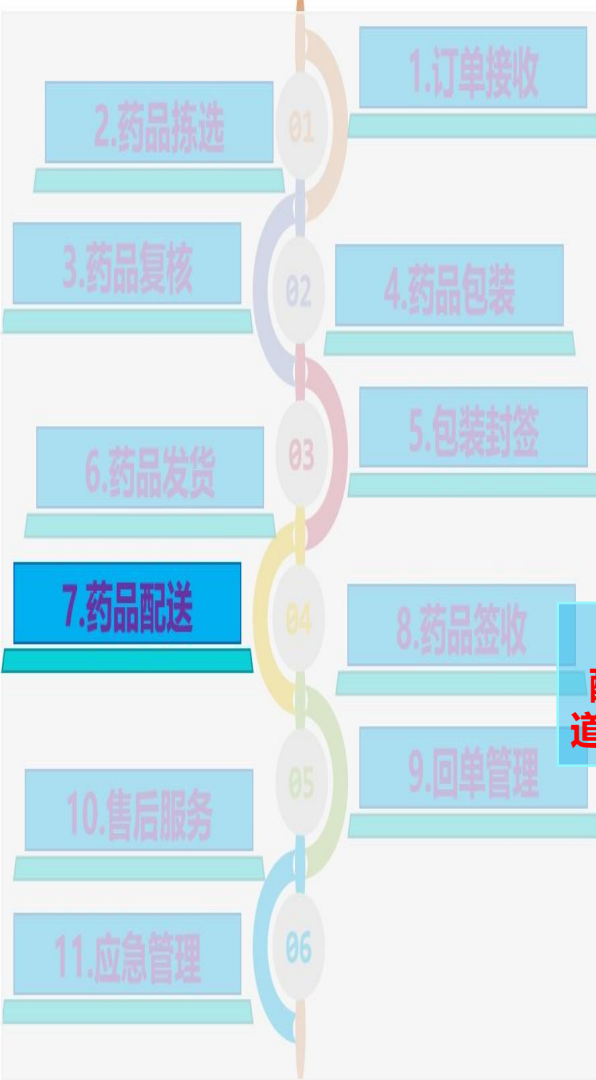 1.订单接收
2.药品拣选
01
3.药品复核
02
4.药品包装
5.包装封签
03
6.药品发货
7.药品配送
04
8.药品签收
道
9.回单管理
05
10.售后服务
11.应急管理
06